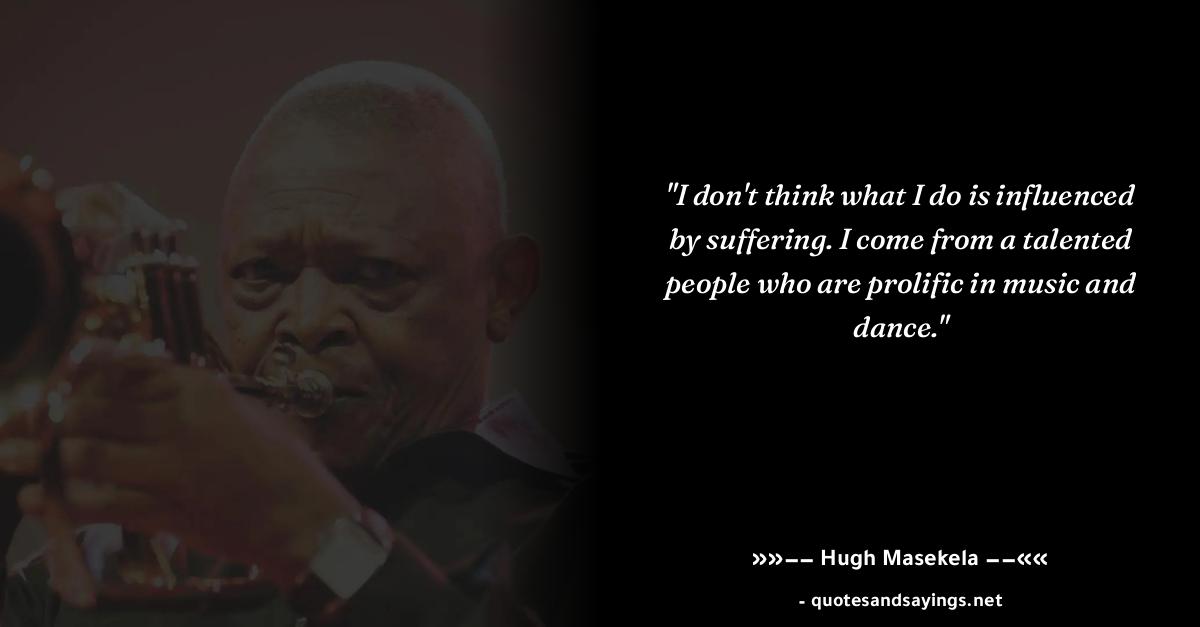 "I don't think what I do is influenced
by suffering. I come from a talented
people who are prolific in music and
dance."
»»−− Hugh Masekela −−««
- quotesandsayings.net